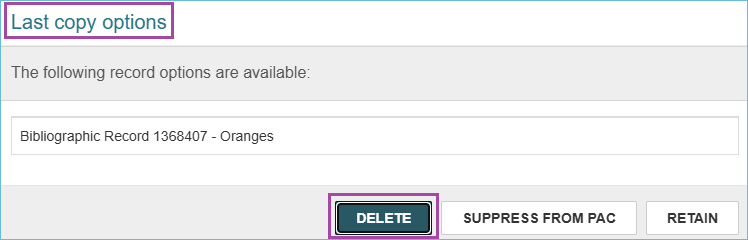 Last copy options
The following record options are available:
Bibliographic Record 1368407 - Oranges
DELETE SUPPRESS FROM PAC RETAIN